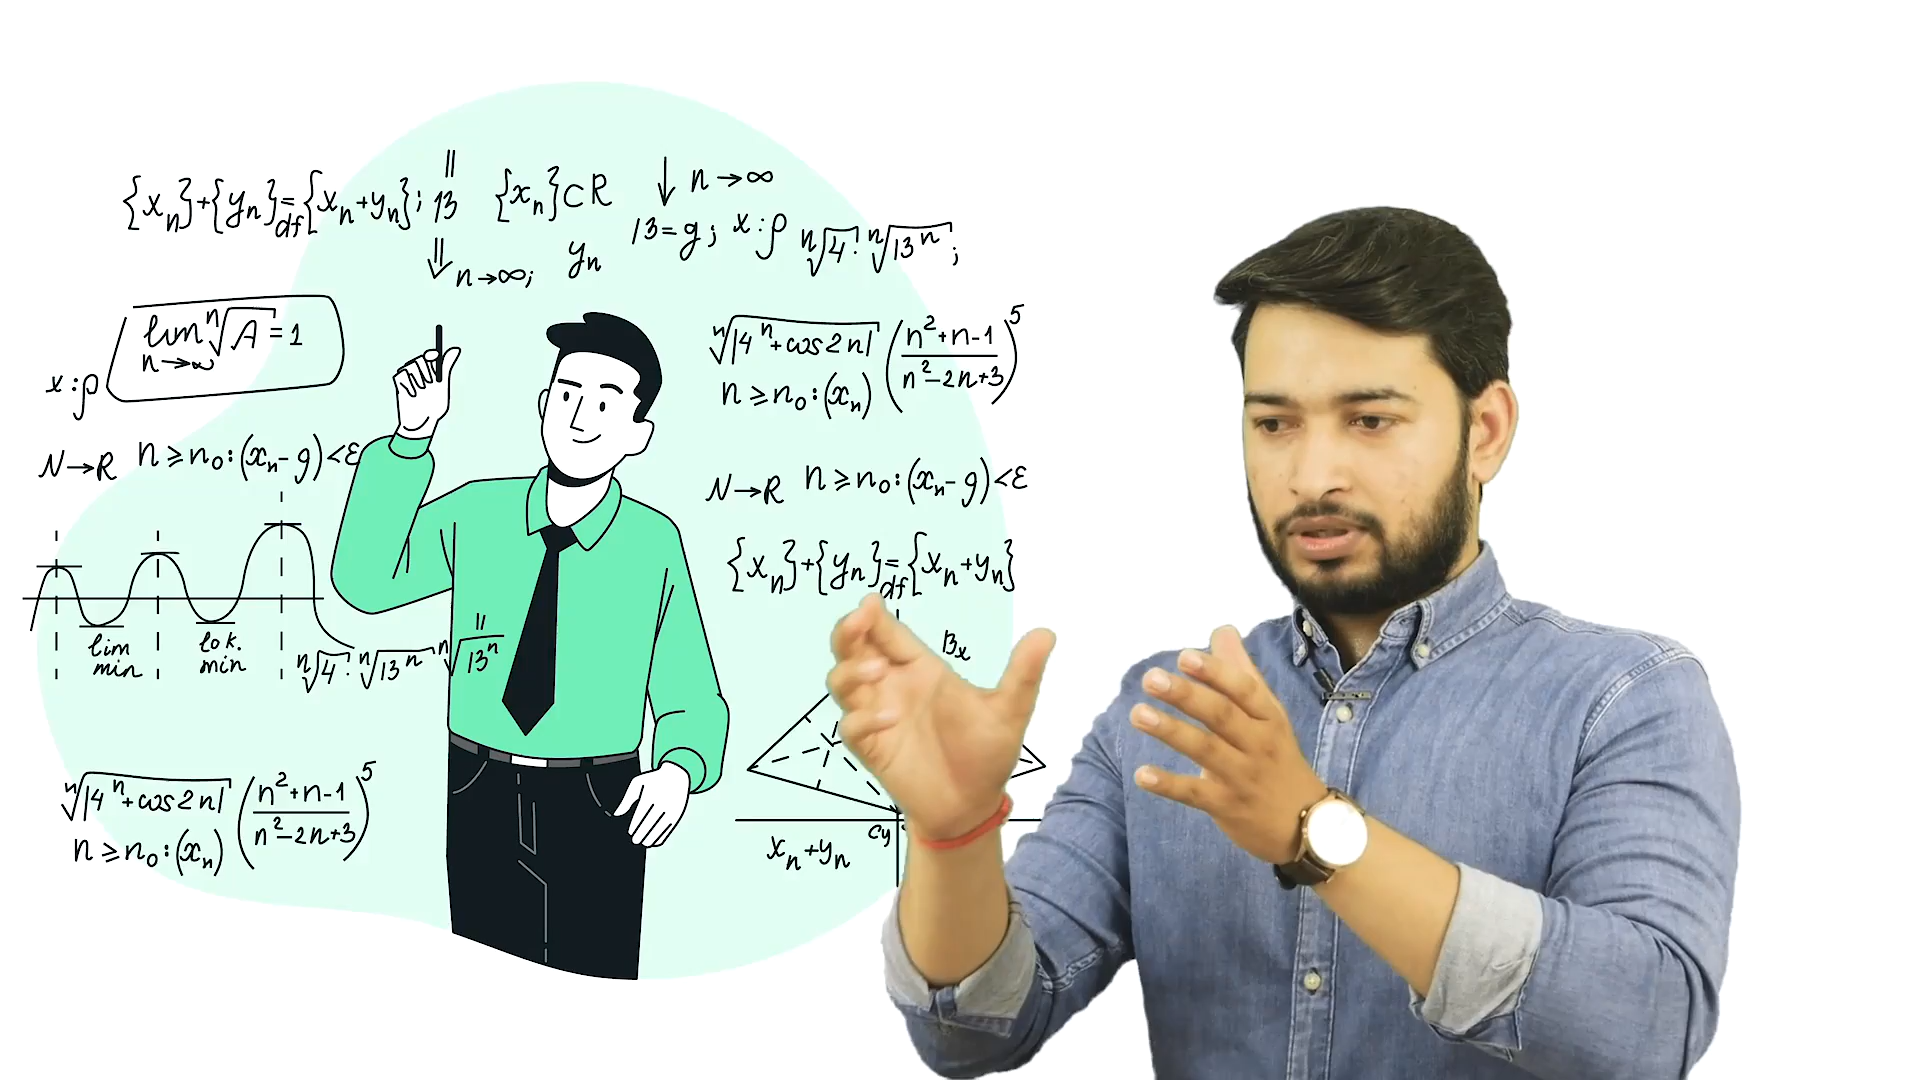 {xₙ}+{yₙ}=df{xₙ+yₙ}; 13
{xₙ}⊂R
n→∞
n→∞;
yₙ
13=g; x:ρ ⁿ√4: ⁿ√13ⁿ;
lim ⁿ√A=1
n→∞
x:ρ
N→R n≥n₀:(xₙ-g)<ε
lim min
lok. min
ⁿ√4: ⁿ√13ⁿ ⁿ√13ⁿ
ⁿ√|4ⁿ+cos2n| ((n²+n-1)/(n²-2n+3))⁵
n≥n₀:(xₙ)
ⁿ√|4ⁿ+cos2n| ((n²+n-1)/(n²-2n+3))⁵
n≥n₀:(xₙ)
N→R n≥n₀:(xₙ-g)<ε
{xₙ}+{yₙ}=df{xₙ+yₙ}
Bx
Cy
xₙ+yₙ